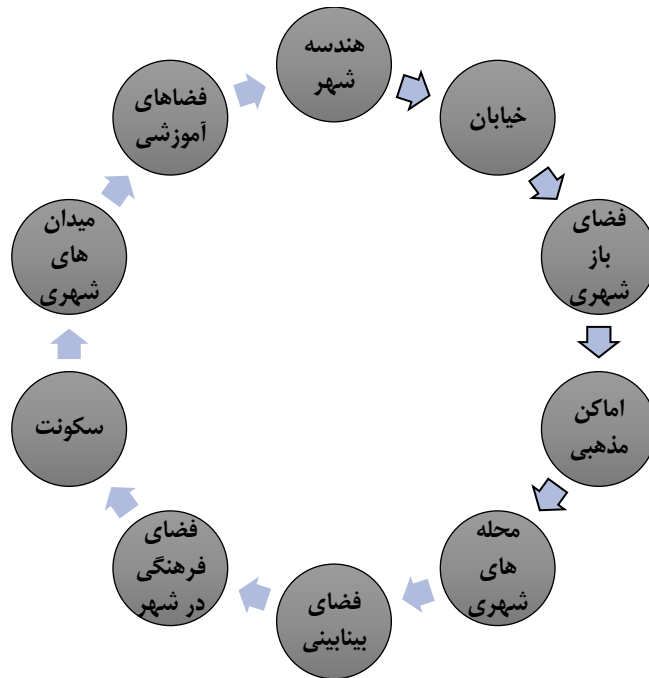 هندسه
شهر
خیابان
فضای
باز
شهری
اماکن
مذهبی
محله
های
شهری
فضای
بینابینی
فضای
فرهنگی
در شهر
سکونت
میدان
های
شهری
فضاهای
آموزشی